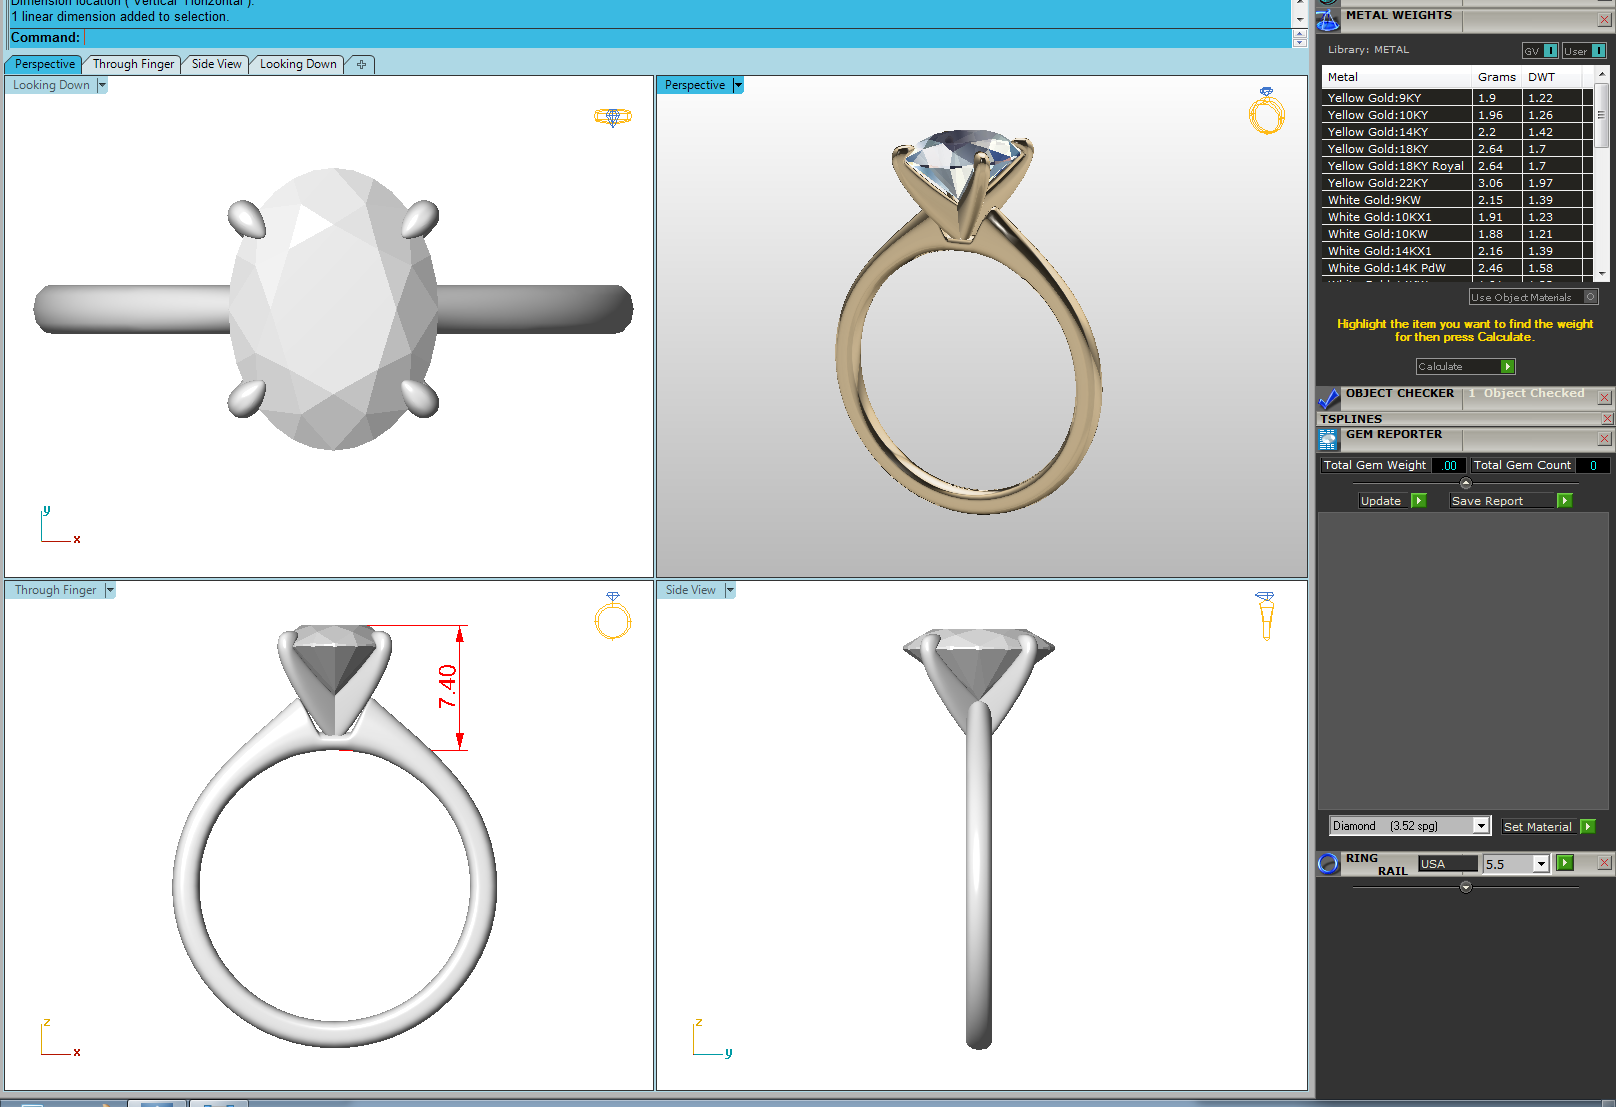 Dimension location ( Vertical Horizontal ):
1 linear dimension added to selection.
Command:
Perspective
Through Finger
Side View
Looking Down
Looking Down
Perspective
y
x
Through Finger
Side View
7.40
z
x
z
y
METAL WEIGHTS
Library: METAL
GV
User
Metal Grams DWT
Yellow Gold:9KY 1.9 1.22
Yellow Gold:10KY 1.96 1.26
Yellow Gold:14KY 2.2 1.42
Yellow Gold:18KY 2.64 1.7
Yellow Gold:18KY Royal 2.64 1.7
Yellow Gold:22KY 3.06 1.97
White Gold:9KW 2.15 1.39
White Gold:10KX1 1.91 1.23
White Gold:10KW 1.88 1.21
White Gold:14KX1 2.16 1.39
White Gold:14K PdW 2.46 1.58
Use Object Materials
Highlight the item you want to find the weight
for then press Calculate.
Calculate
OBJECT CHECKER 1 Object Checked
TSPLINES
GEM REPORTER
Total Gem Weight .00 Total Gem Count 0
Update Save Report
Diamond (3.52 spg) Set Material
RING
RAIL USA 5.5